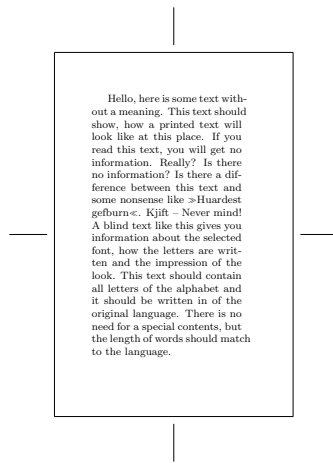 Hello, here is some text with-
out a meaning. This text should
show, how a printed text will
look like at this place. If you
read this text, you will get no
information. Really? Is there
no information? Is there a dif-
ference between this text and
some nonsense like ≫Huardest
gefburn≪. Kjift – Never mind!
A blind text like this gives you
information about the selected
font, how the letters are writ-
ten and the impression of the
look. This text should contain
all letters of the alphabet and
it should be written in of the
original language. There is no
need for a special contents, but
the length of words should match
to the language.